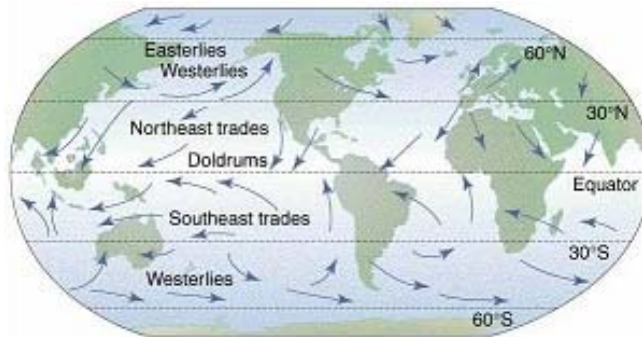 Easterlies
60°N
Westerlies
30°N
Northeast trades
Doldrums
Equator
Southeast trades
30°S
Westerlies
60°S